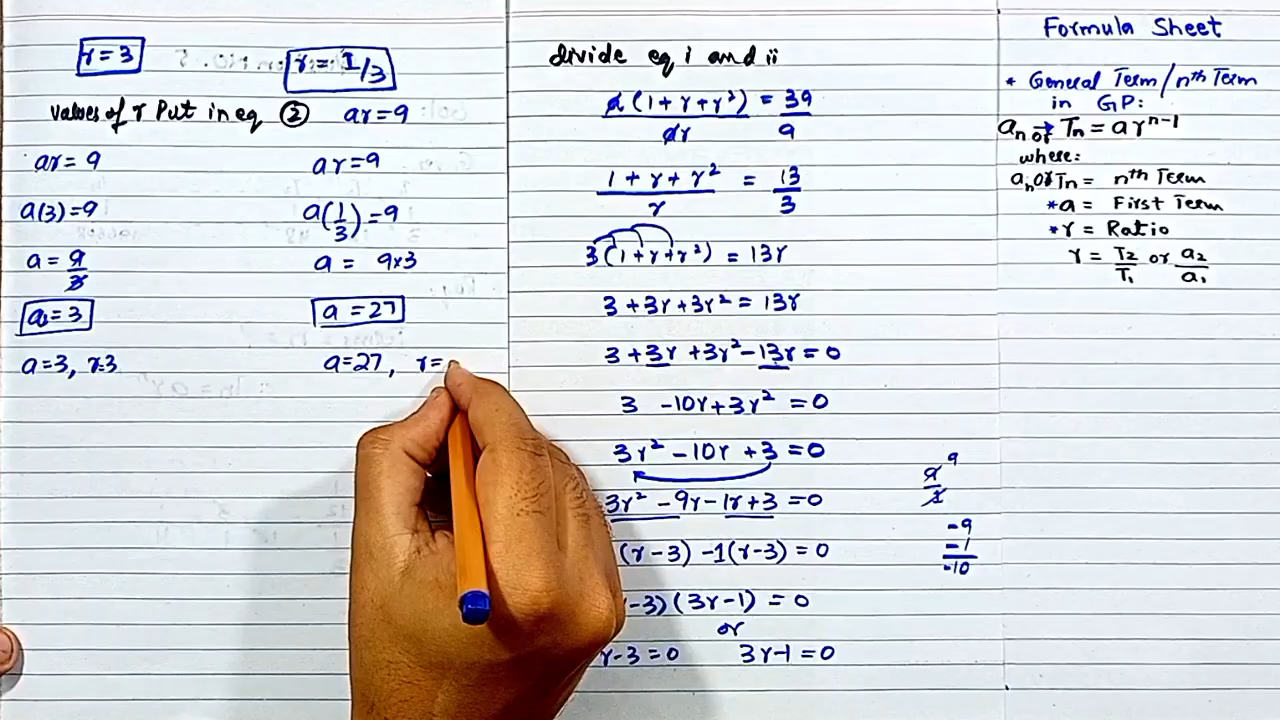 r = 3
r = 1/3
values of r Put in eq ② ar = 9
ar = 9
a(3) = 9
a = 9/3
a = 3
a=3, r=3
ar = 9
a(1/3) = 9
a = 9×3
a = 27
a=27, r=
divide eq i and ii
a(1+r+r²)/ar = 39/9
1+r+r²/r = 13/3
3(1+r+r²) = 13r
3+3r+3r² = 13r
3+3r+3r²-13r=0
3 -10r+3r² =0
3r² -10r +3 =0
3r² -9r -1r +3 =0
(r-3) -1(r-3) = 0
-3)(3r-1) = 0
or
r-3=0 3r-1=0
9/1 9
-9
-1
-10
Formula Sheet
* General Term/nth Term
in GP:
an or Tn = ar^n-1
where:
an or Tn = nth Term
*a = First Term
*r = Ratio
r = T2/T1 or a2/a1